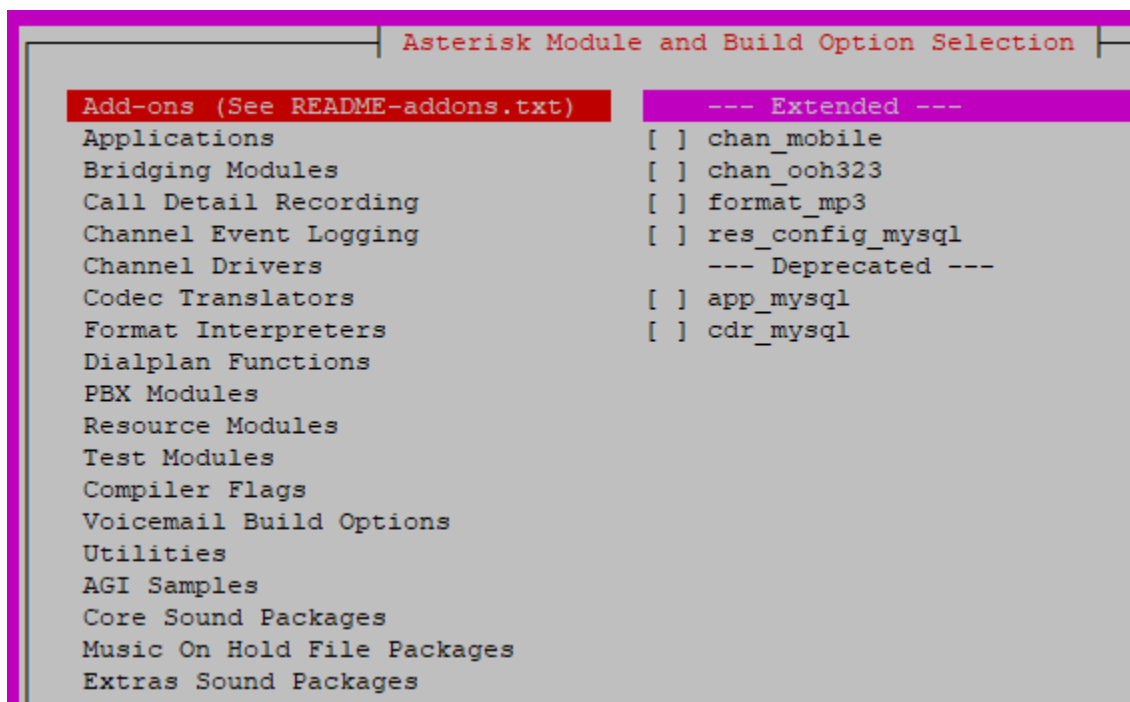 Asterisk Module and Build Option Selection
Add-ons (See README-addons.txt) --- Extended ---
Applications [ ] chan_mobile
Bridging Modules [ ] chan_ooh323
Call Detail Recording [ ] format_mp3
Channel Event Logging [ ] res_config_mysql
Channel Drivers --- Deprecated ---
Codec Translators [ ] app_mysql
Format Interpreters [ ] cdr_mysql
Dialplan Functions
PBX Modules
Resource Modules
Test Modules
Compiler Flags
Voicemail Build Options
Utilities
AGI Samples
Core Sound Packages
Music On Hold File Packages
Extras Sound Packages